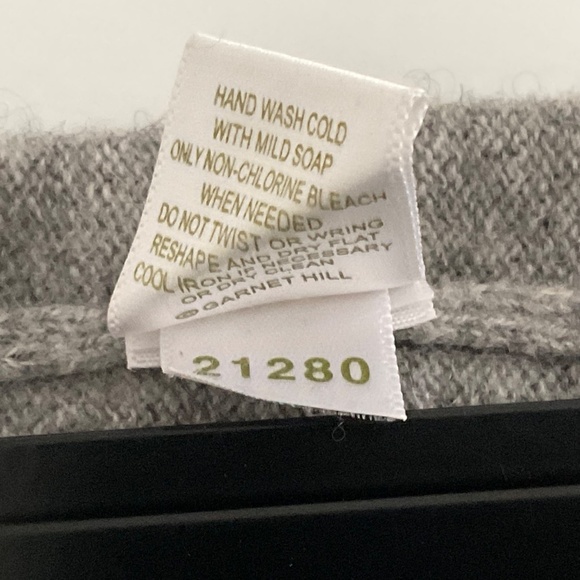 HAND WASH COLD
WITH MILD SOAP
ONLY NON-CHLORINE BLEACH
WHEN NEEDED
DO NOT TWIST OR WRING
RESHAPE AND DRY FLAT
COOL IRON IF NECESSARY
OR DRY CLEAN
© GARNET HILL
21280